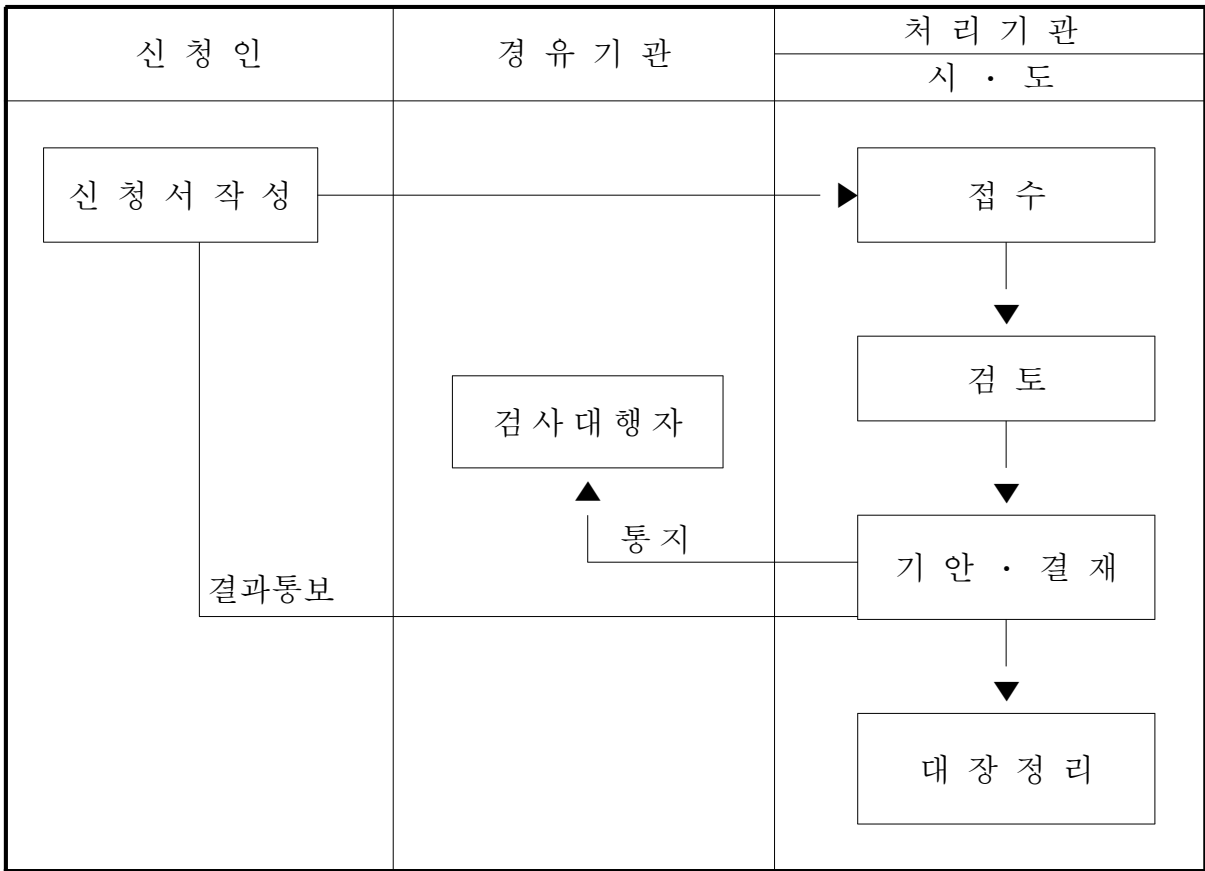 신 청 인
경 유 기 관
처 리 기 관
시 · 도
신 청 서 작 성
접 수
검 토
검 사 대 행 자
통 지
기 안 · 결 재
결과통보
대 장 정 리